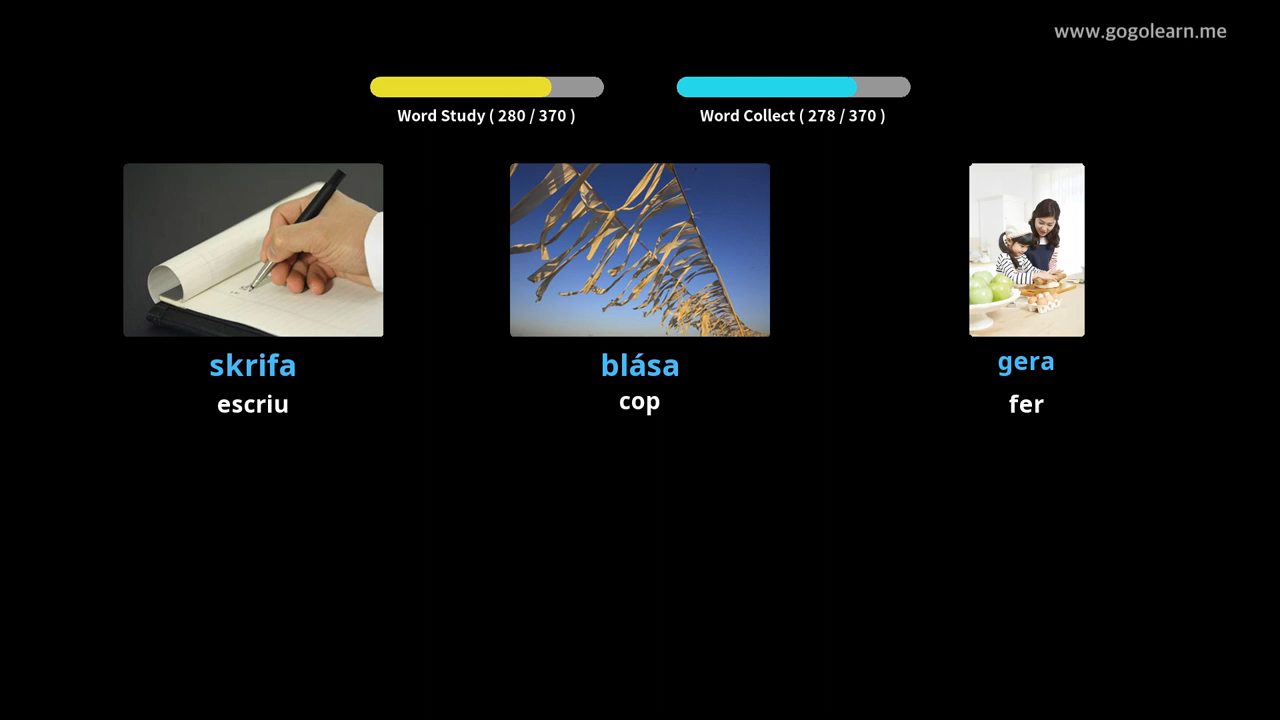 www.gogolearn.me
Word Study ( 280 / 370 )
Word Collect ( 278 / 370 )
skrifa
escriu
blása
cop
gera
fer